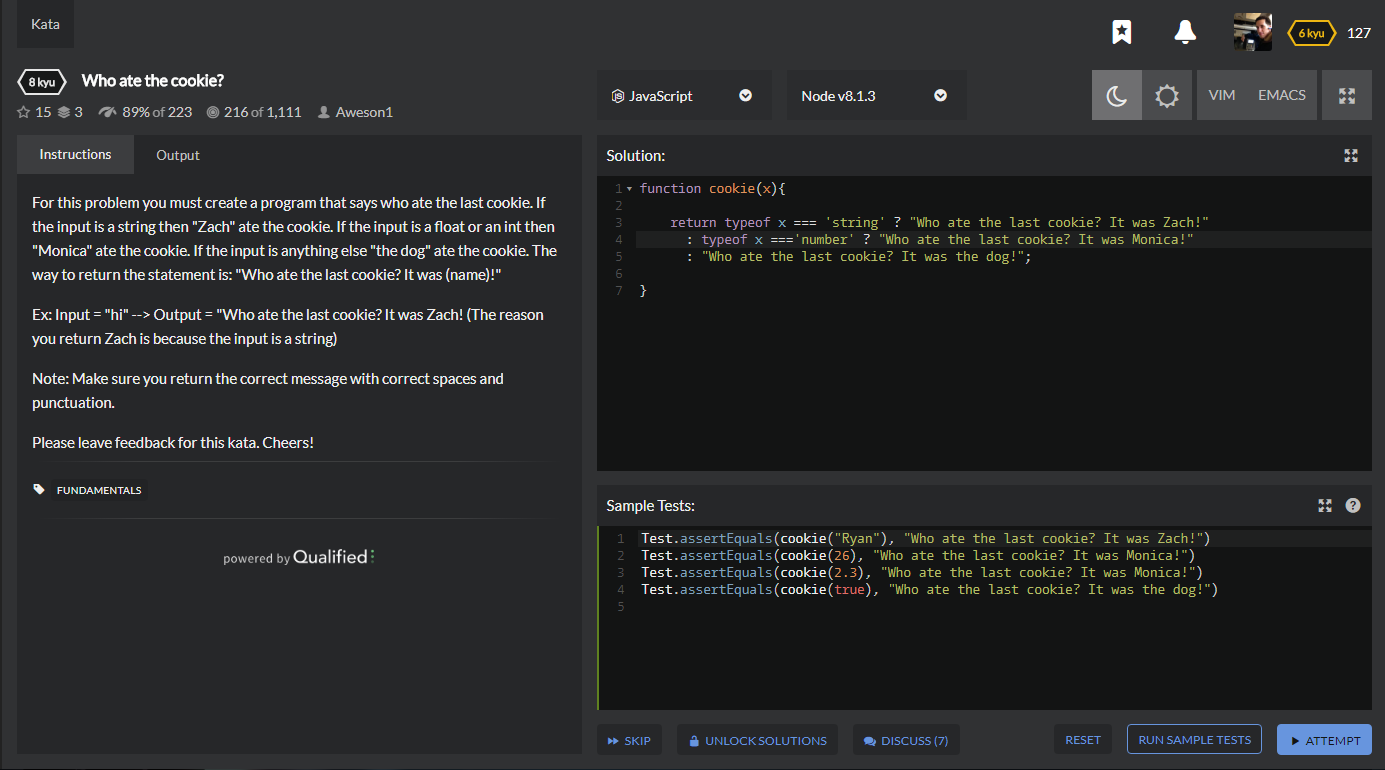 Kata
6 kyu 127
8 kyu Who ate the cookie?
15 3 89% of 223 216 of 1,111 Aweson1
JavaScript Node v8.1.3 VIM EMACS
Instructions Output
For this problem you must create a program that says who ate the last cookie. If
the input is a string then "Zach" ate the cookie. If the input is a float or an int then
"Monica" ate the cookie. If the input is anything else "the dog" ate the cookie. The
way to return the statement is: "Who ate the last cookie? It was (name)!"
Ex: Input = "hi" --> Output = "Who ate the last cookie? It was Zach! (The reason
you return Zach is because the input is a string)
Note: Make sure you return the correct message with correct spaces and
punctuation.
Please leave feedback for this kata. Cheers!
FUNDAMENTALS
powered by Qualified
Solution:
1 function cookie(x){
2
3 return typeof x === 'string' ? "Who ate the last cookie? It was Zach!"
4 : typeof x ==='number' ? "Who ate the last cookie? It was Monica!"
5 : "Who ate the last cookie? It was the dog!";
6
7 }
Sample Tests:
1 Test.assertEquals(cookie("Ryan"), "Who ate the last cookie? It was Zach!")
2 Test.assertEquals(cookie(26), "Who ate the last cookie? It was Monica!")
3 Test.assertEquals(cookie(2.3), "Who ate the last cookie? It was Monica!")
4 Test.assertEquals(cookie(true), "Who ate the last cookie? It was the dog!")
5
SKIP UNLOCK SOLUTIONS DISCUSS (7) RESET RUN SAMPLE TESTS ATTEMPT